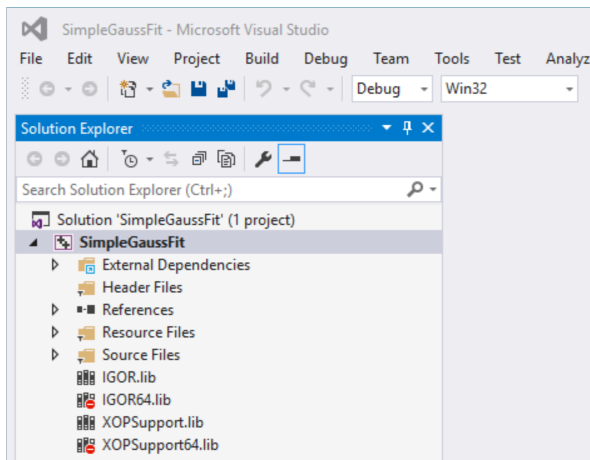 SimpleGaussFit - Microsoft Visual Studio
File Edit View Project Build Debug Team Tools Test Analyz
Debug Win32
Solution Explorer
Search Solution Explorer (Ctrl+;)
Solution 'SimpleGaussFit' (1 project)
SimpleGaussFit
External Dependencies
Header Files
References
Resource Files
Source Files
IGOR.lib
IGOR64.lib
XOPSupport.lib
XOPSupport64.lib